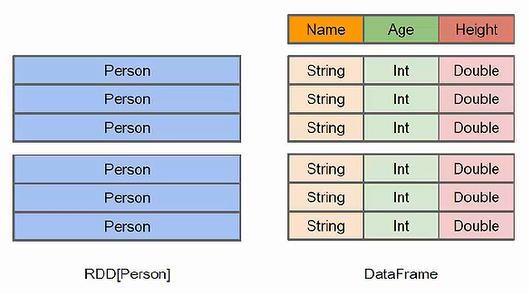 Name Age Height
Person String Int Double
Person String Int Double
Person String Int Double
Person String Int Double
Person String Int Double
Person String Int Double
RDD[Person] DataFrame